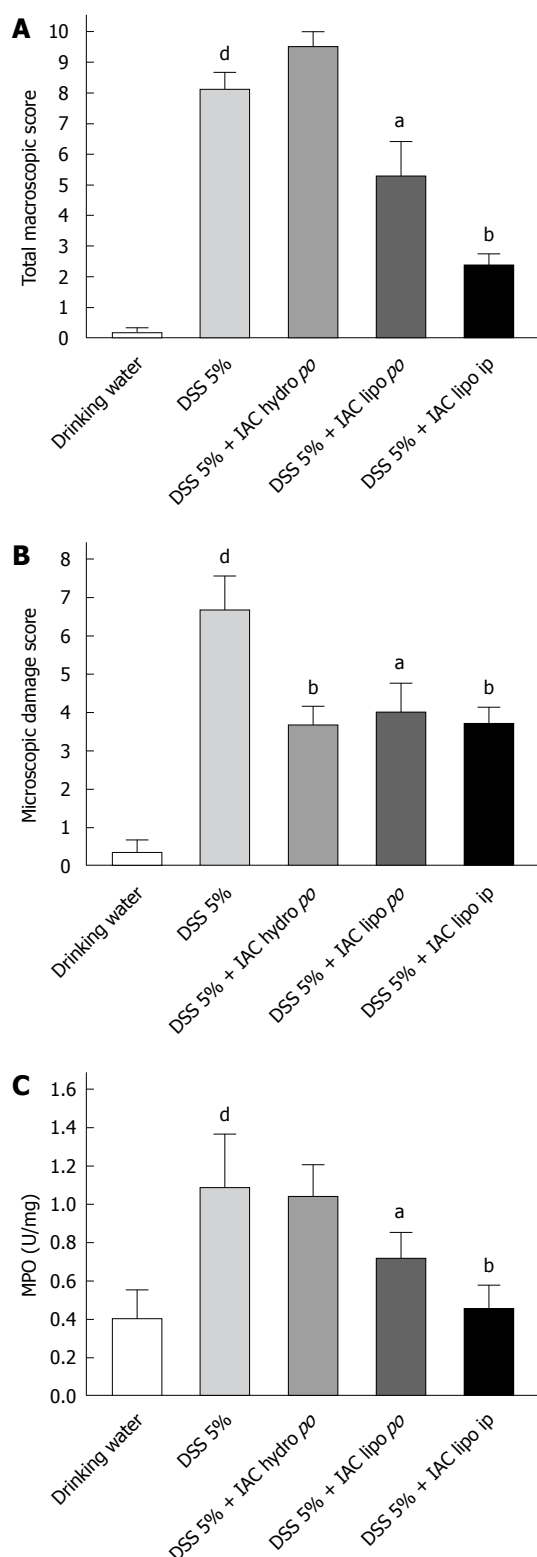 A
Total macroscopic score
10
9
8
7
6
5
4
3
2
1
0
d
a
b
Drinking water
DSS 5%
DSS 5% + IAC hydro po
DSS 5% + IAC lipo po
DSS 5% + IAC lipo ip
B
Microscopic damage score
8
7
6
5
4
3
2
1
0
d
b
a
b
Drinking water
DSS 5%
DSS 5% + IAC hydro po
DSS 5% + IAC lipo po
DSS 5% + IAC lipo ip
C
MPO (U/mg)
1.6
1.4
1.2
1.0
0.8
0.6
0.4
0.2
0.0
d
a
b
Drinking water
DSS 5%
DSS 5% + IAC hydro po
DSS 5% + IAC lipo po
DSS 5% + IAC lipo ip